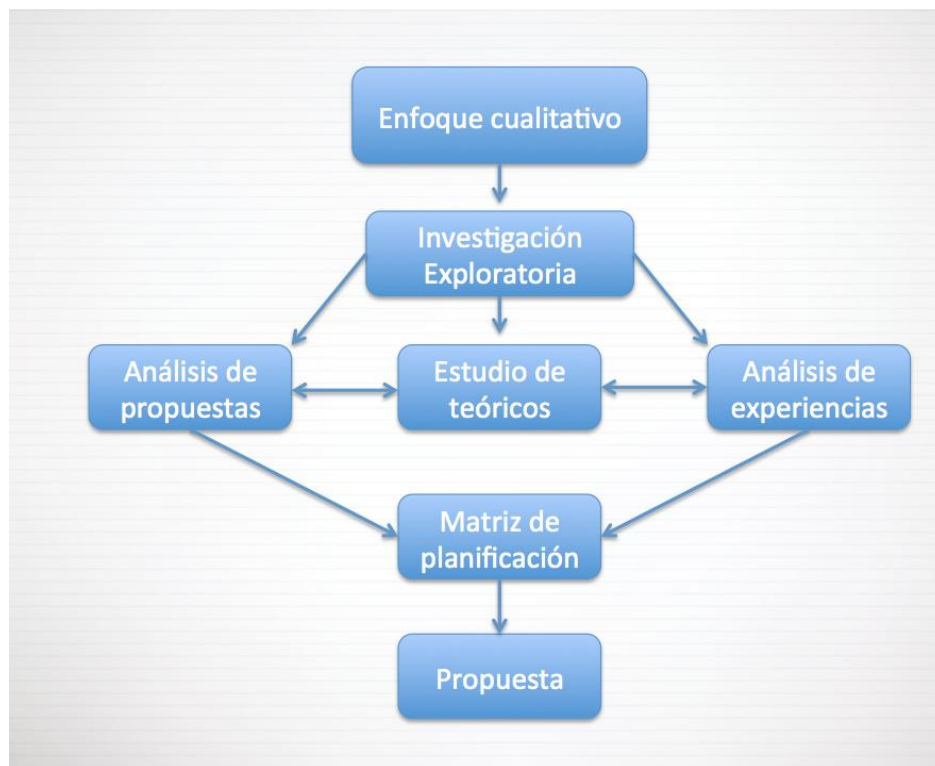 Enfoque cualitativo
Investigación
Exploratoria
Análisis de
propuestas
Estudio de
teóricos
Análisis de
experiencias
Matriz de
planificación
Propuesta